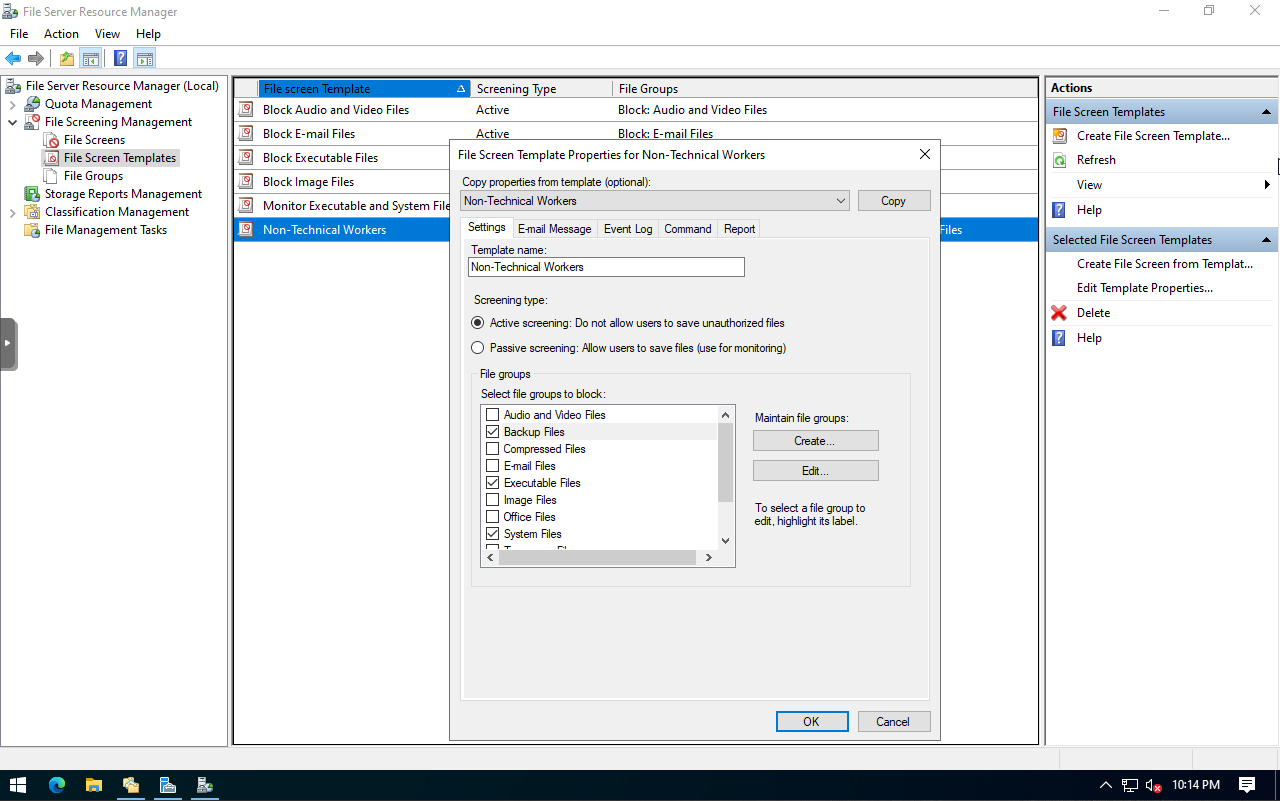 File Server Resource Manager
File Action View Help
File Server Resource Manager (Local)
Quota Management
File Screening Management
File Screens
File Screen Templates
File Groups
Storage Reports Management
Classification Management
File Management Tasks
File screen Template Screening Type File Groups
Block Audio and Video Files Active Block: Audio and Video Files
Block E-mail Files Active Block: E-mail Files
Block Executable Files
Block Image Files
Monitor Executable and System File
Non-Technical Workers Files
File Screen Template Properties for Non-Technical Workers
Copy properties from template (optional):
Non-Technical Workers Copy
Settings E-mail Message Event Log Command Report
Template name:
Non-Technical Workers
Screening type:
Active screening: Do not allow users to save unauthorized files
Passive screening: Allow users to save files (use for monitoring)
File groups
Select file groups to block:
Audio and Video Files
Backup Files
Compressed Files
E-mail Files
Executable Files
Image Files
Office Files
System Files
Maintain file groups:
Create...
Edit...
To select a file group to
edit, highlight its label.
OK Cancel
Actions
File Screen Templates
Create File Screen Template...
Refresh
View
Help
Selected File Screen Templates
Create File Screen from Templat...
Edit Template Properties...
Delete
Help
10:14 PM